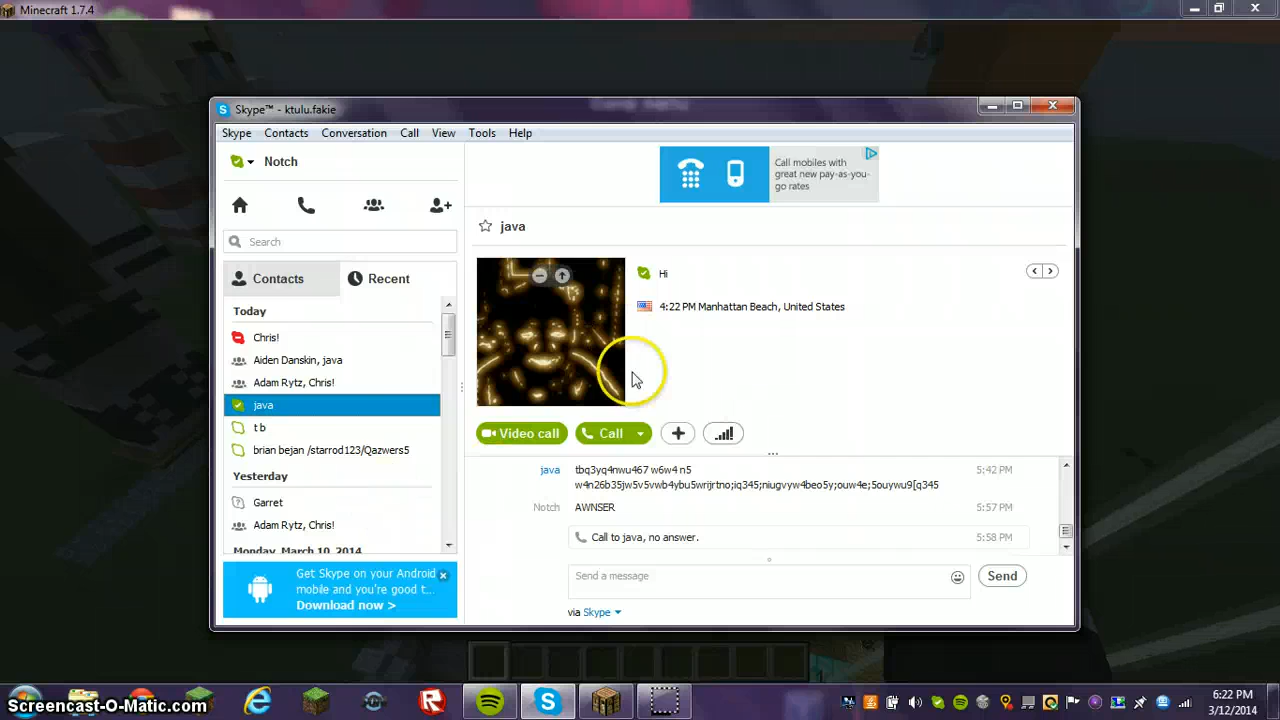 Minecraft 1.7.4
Skype™ - ktulu.fakie
Skype Contacts Conversation Call View Tools Help
Notch
Search
Contacts Recent
Today
Chris!
Aiden Danskin, java
Adam Rytz, Chris!
java
t b
brian bejan /starrod123/Qazwers5
Yesterday
Garret
Adam Rytz, Chris!
Monday, March 10, 2014
Get Skype on your Android
mobile and you're good t...
Download now >
Call mobiles with
great new pay-as-you-
go rates
java
Hi
4:22 PM Manhattan Beach, United States
Video call Call
java tbq3yq4nwu467 w6w4 n5 5:42 PM
w4n26b35jw5v5vwb4ybu5wrijrtno;iq345;niugvyw4beo5y;ouw4e;5ouywu9[q345
Notch AWNSER 5:57 PM
Call to java, no answer. 5:58 PM
Send a message Send
via Skype
6:22 PM
3/12/2014
Screencast-O-Matic.com